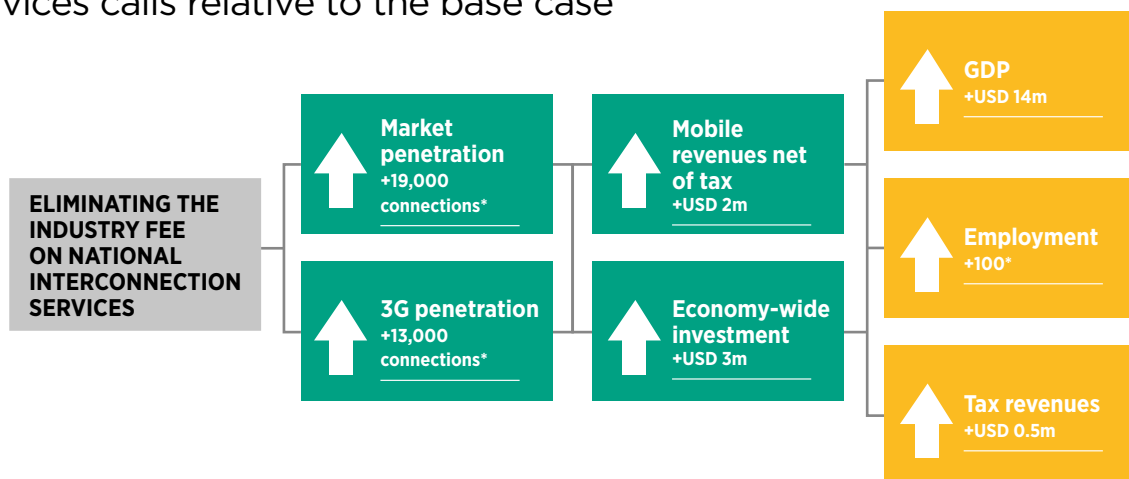 vices calls relative to the base case
ELIMINATING THE
INDUSTRY FEE
ON NATIONAL
INTERCONNECTION
SERVICES
Market
penetration
+19,000
connections*
3G penetration
+13,000
connections*
Mobile
revenues net
of tax
+USD 2m
Economy-wide
investment
+USD 3m
GDP
+USD 14m
Employment
+100*
Tax revenues
+USD 0.5m